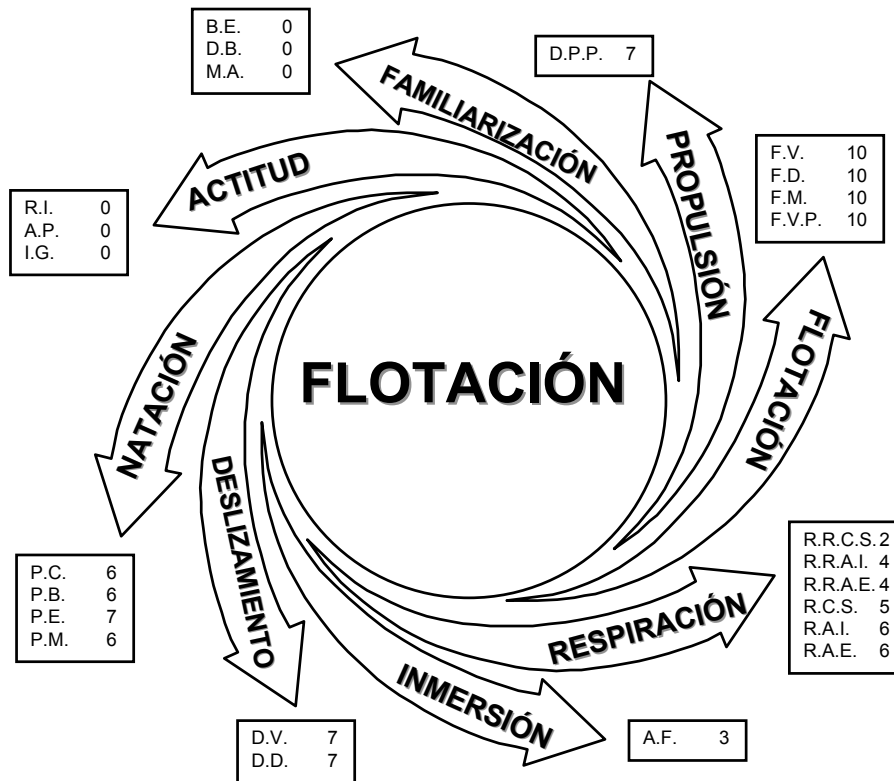 B.E. 0
D.B. 0
M.A. 0
D.P.P. 7
FAMILIARIZACIÓN
PROPULSIÓN
F.V. 10
F.D. 10
F.M. 10
F.V.P. 10
ACTITUD
R.I. 0
A.P. 0
I.G. 0
FLOTACIÓN
FLOTACIÓN
NATACIÓN
DESLIZAMIENTO
R.R.C.S. 2
R.R.A.I. 4
R.R.A.E. 4
R.C.S. 5
R.A.I. 6
R.A.E. 6
P.C. 6
P.B. 6
P.E. 7
P.M. 6
RESPIRACIÓN
INMERSIÓN
D.V. 7
D.D. 7
A.F. 3